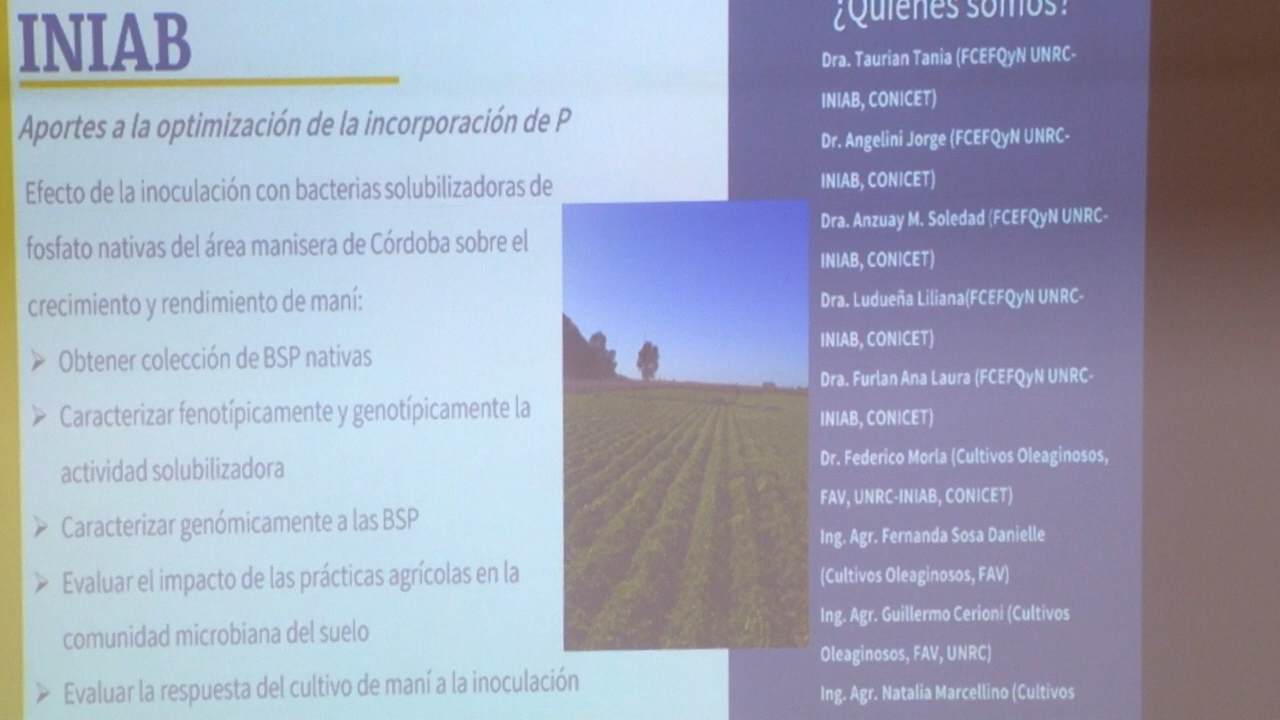 INIAB
Aportes a la optimización de la incorporación de P
Efecto de la inoculación con bacterias solubilizadoras de
fosfato nativas del área manisera de Córdoba sobre el
crecimiento y rendimiento de maní:
➢ Obtener colección de BSP nativas
➢ Caracterizar fenotípicamente y genotípicamente la
actividad solubilizadora
➢ Caracterizar genómicamente a las BSP
➢ Evaluar el impacto de las prácticas agrícolas en la
comunidad microbiana del suelo
➢ Evaluar la respuesta del cultivo de maní a la inoculación
¿Quiénes somos?
Dra. Taurian Tania (FCEFQyN UNRC-
INIAB, CONICET)
Dr. Angelini Jorge (FCEFQyN UNRC-
INIAB, CONICET)
Dra. Anzuay M. Soledad (FCEFQyN UNRC-
INIAB, CONICET)
Dra. Ludueña Liliana(FCEFQyN UNRC-
INIAB, CONICET)
Dra. Furlan Ana Laura (FCEFQyN UNRC-
INIAB, CONICET)
Dr. Federico Morla (Cultivos Oleaginosos,
FAV, UNRC-INIAB, CONICET)
Ing. Agr. Fernanda Sosa Danielle
(Cultivos Oleaginosos, FAV)
Ing. Agr. Guillermo Cerioni (Cultivos
Oleaginosos, FAV, UNRC)
Ing. Agr. Natalia Marcellino (Cultivos